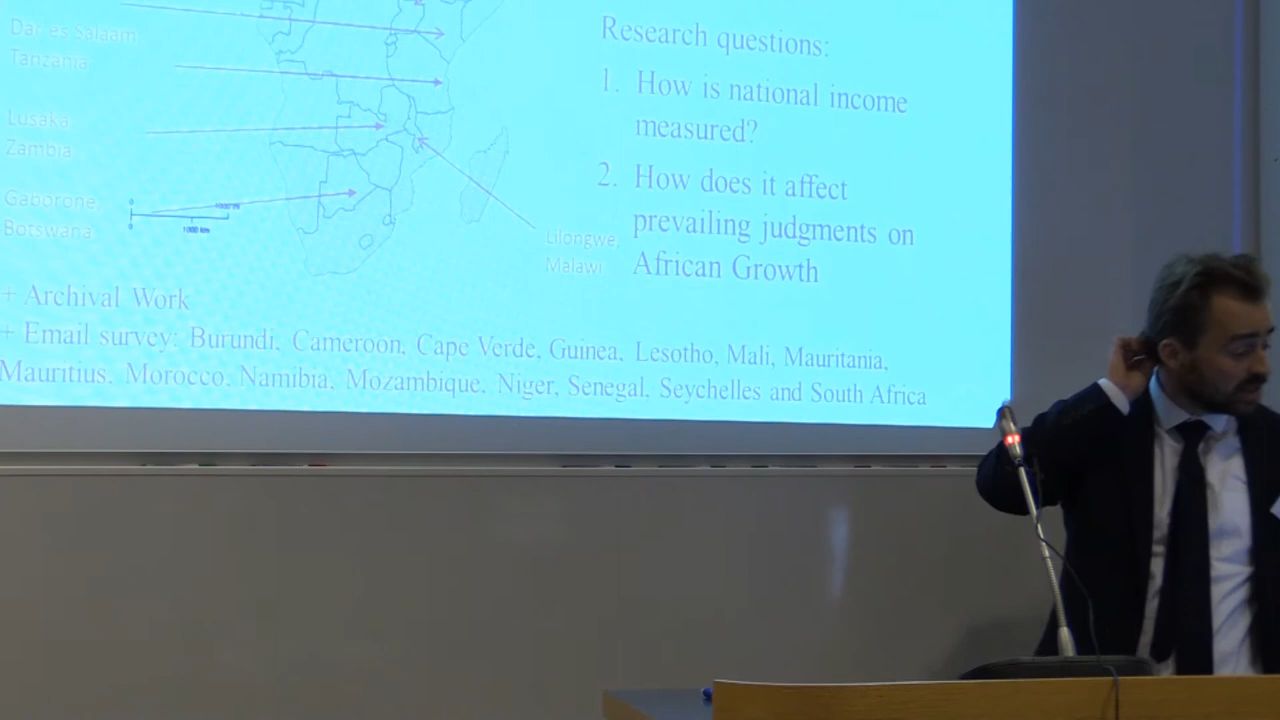 Dar es Salaam,
Tanzania
Lusaka
Zambia
Gaborone,
Botswana
0
0
1000 km
Lilongwe,
Malawi
Research questions:
1. How is national income
measured?
2. How does it affect
prevailing judgments on
African Growth
+ Archival Work
+ Email survey: Burundi, Cameroon, Cape Verde, Guinea, Lesotho, Mali, Mauritania,
Mauritius, Morocco, Namibia, Mozambique, Niger, Senegal, Seychelles and South Africa